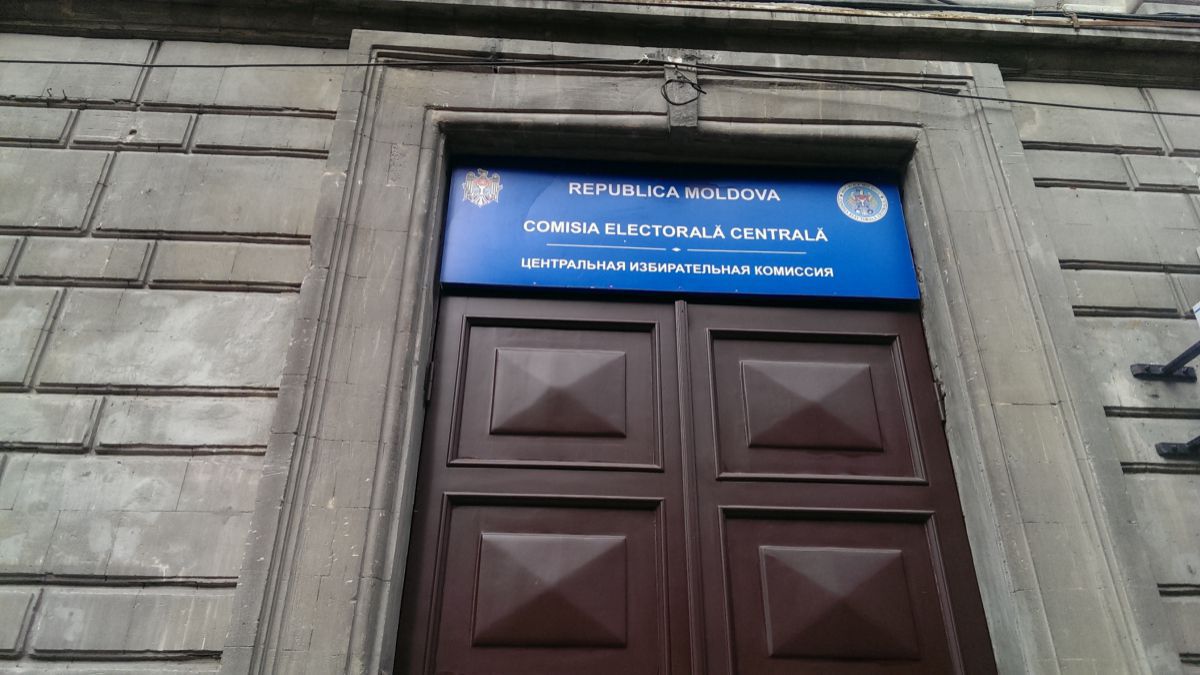 REPUBLICA MOLDOVA
COMISIA ELECTORALĂ CENTRALĂ
ЦЕНТРАЛЬНАЯ ИЗБИРАТЕЛЬНАЯ КОМИССИЯ